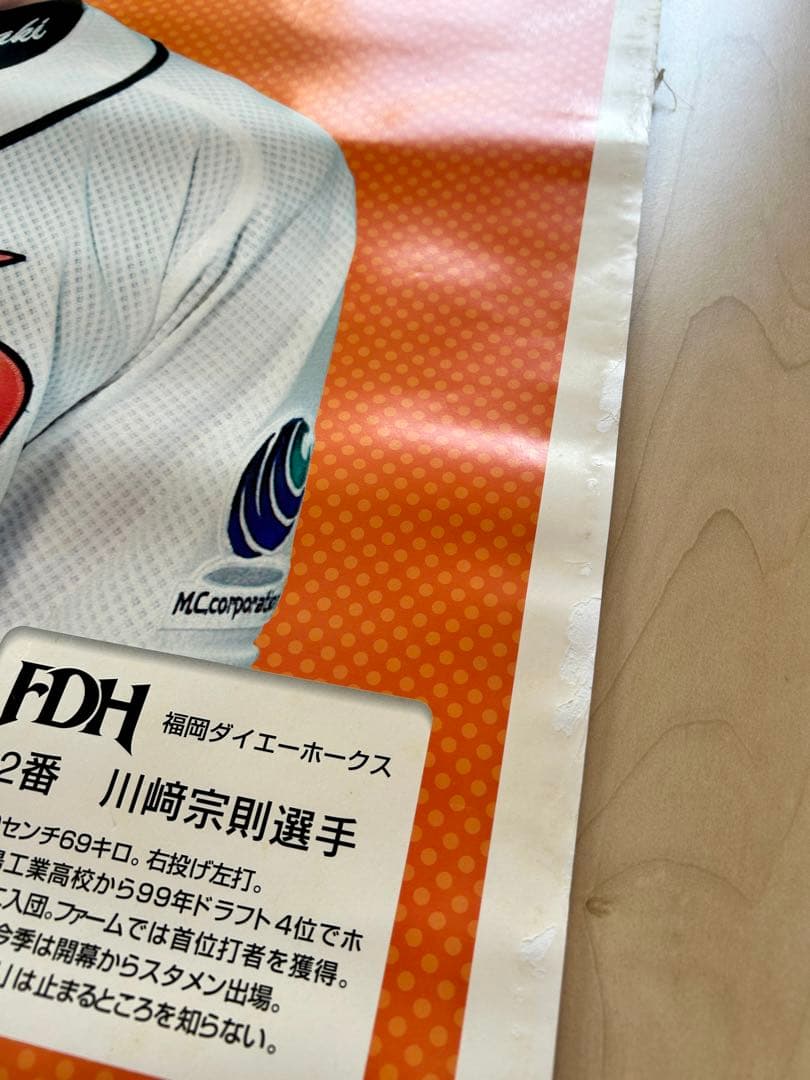 aki
M.C.corporation
FDH 福岡ダイエーホークス
2番 川﨑宗則選手
センチ69キロ。右投げ左打。
工業高校から99年ドラフト4位でホ
に入団。ファームでは首位打者を獲得。
今季は開幕からスタメン出場。
」は止まるところを知らない。